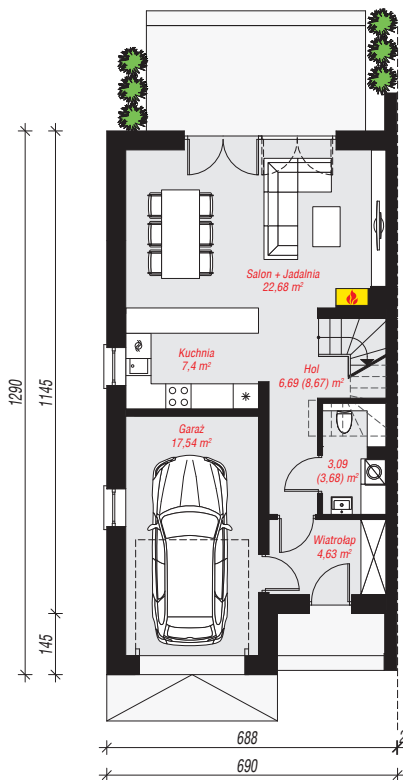 Salon + Jadalnia
22,68 m²
Kuchnia
7,4 m²
Hol
6,69 (8,67) m²
Garaż
17,54 m²
3,09
(3,68) m²
Wiatrołap
4,63 m²
1290
1145
145
688
2
690